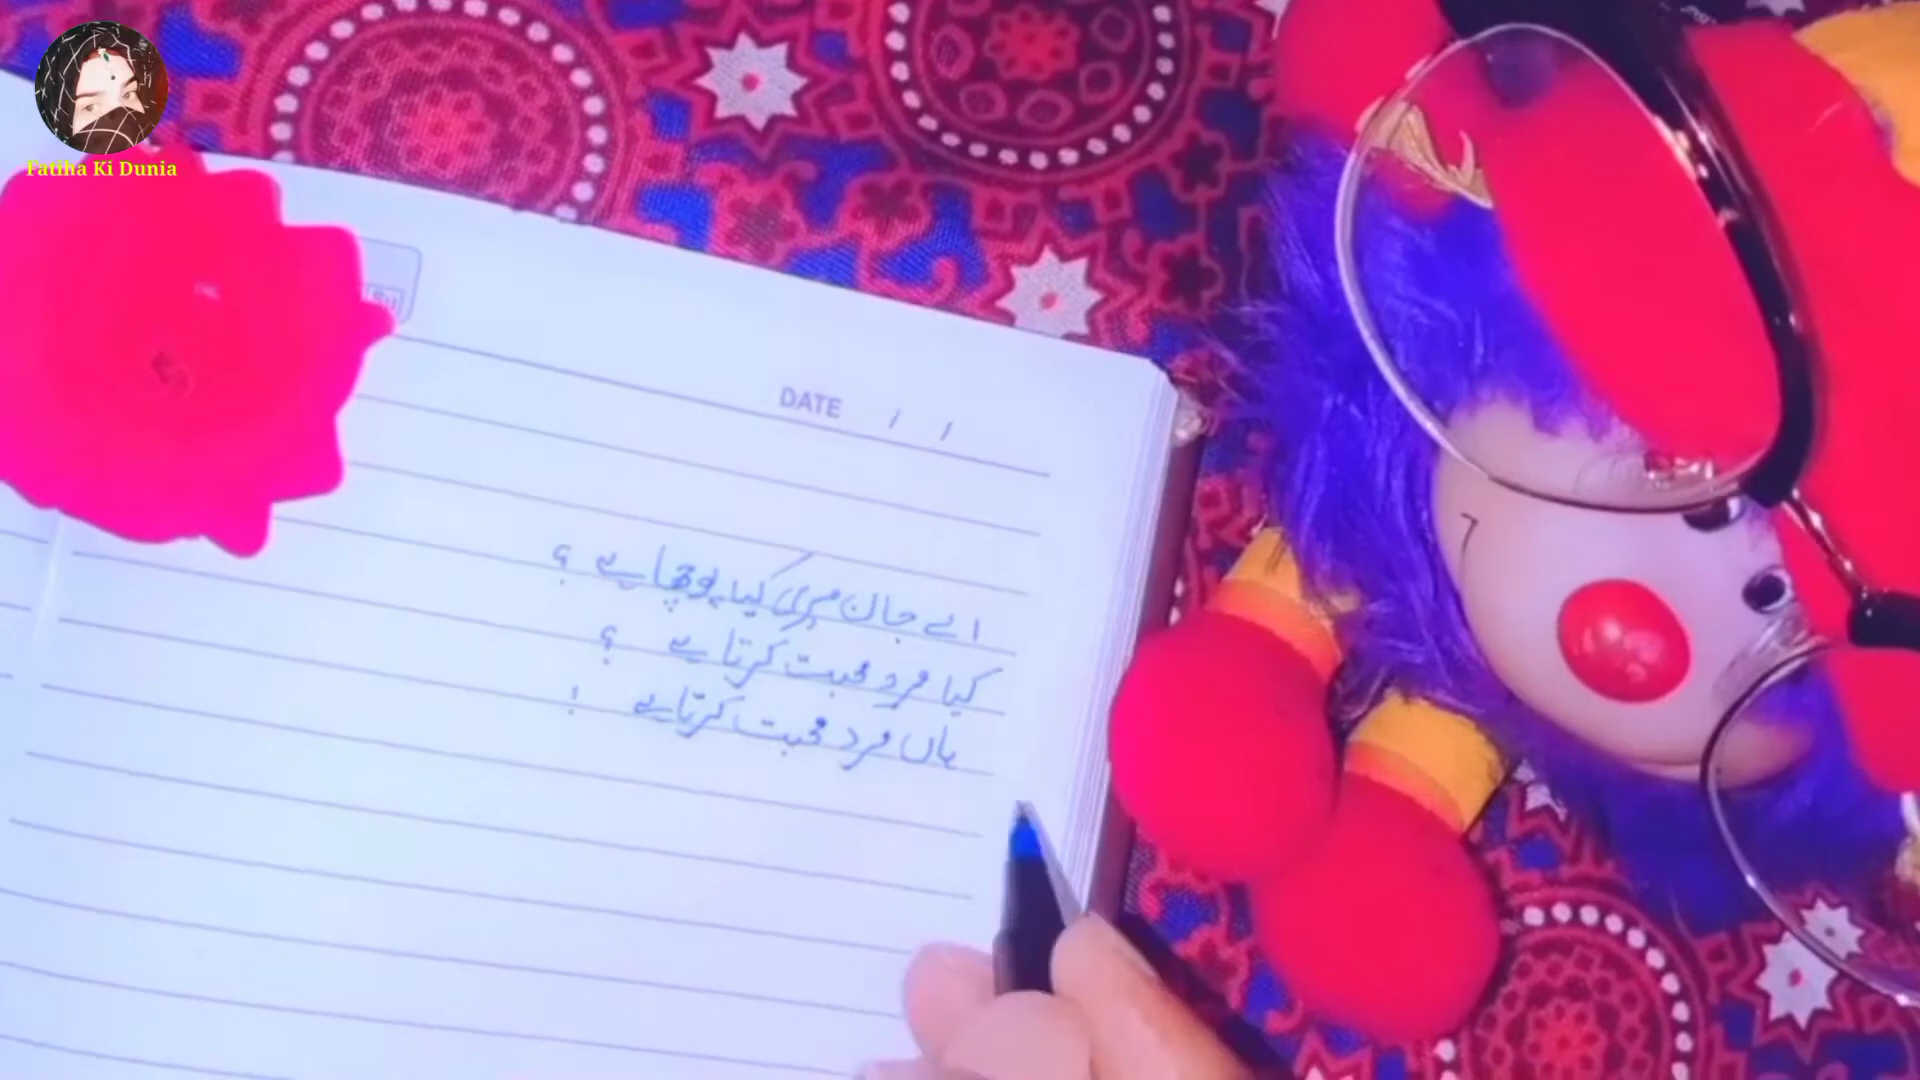 Fatiha Ki Dunia
DATE / /
اے جان میری کیا پوچھا ہے ؟
کیا مرد محبت کرتا ہے ؟
ہاں مرد محبت کرتا ہے !